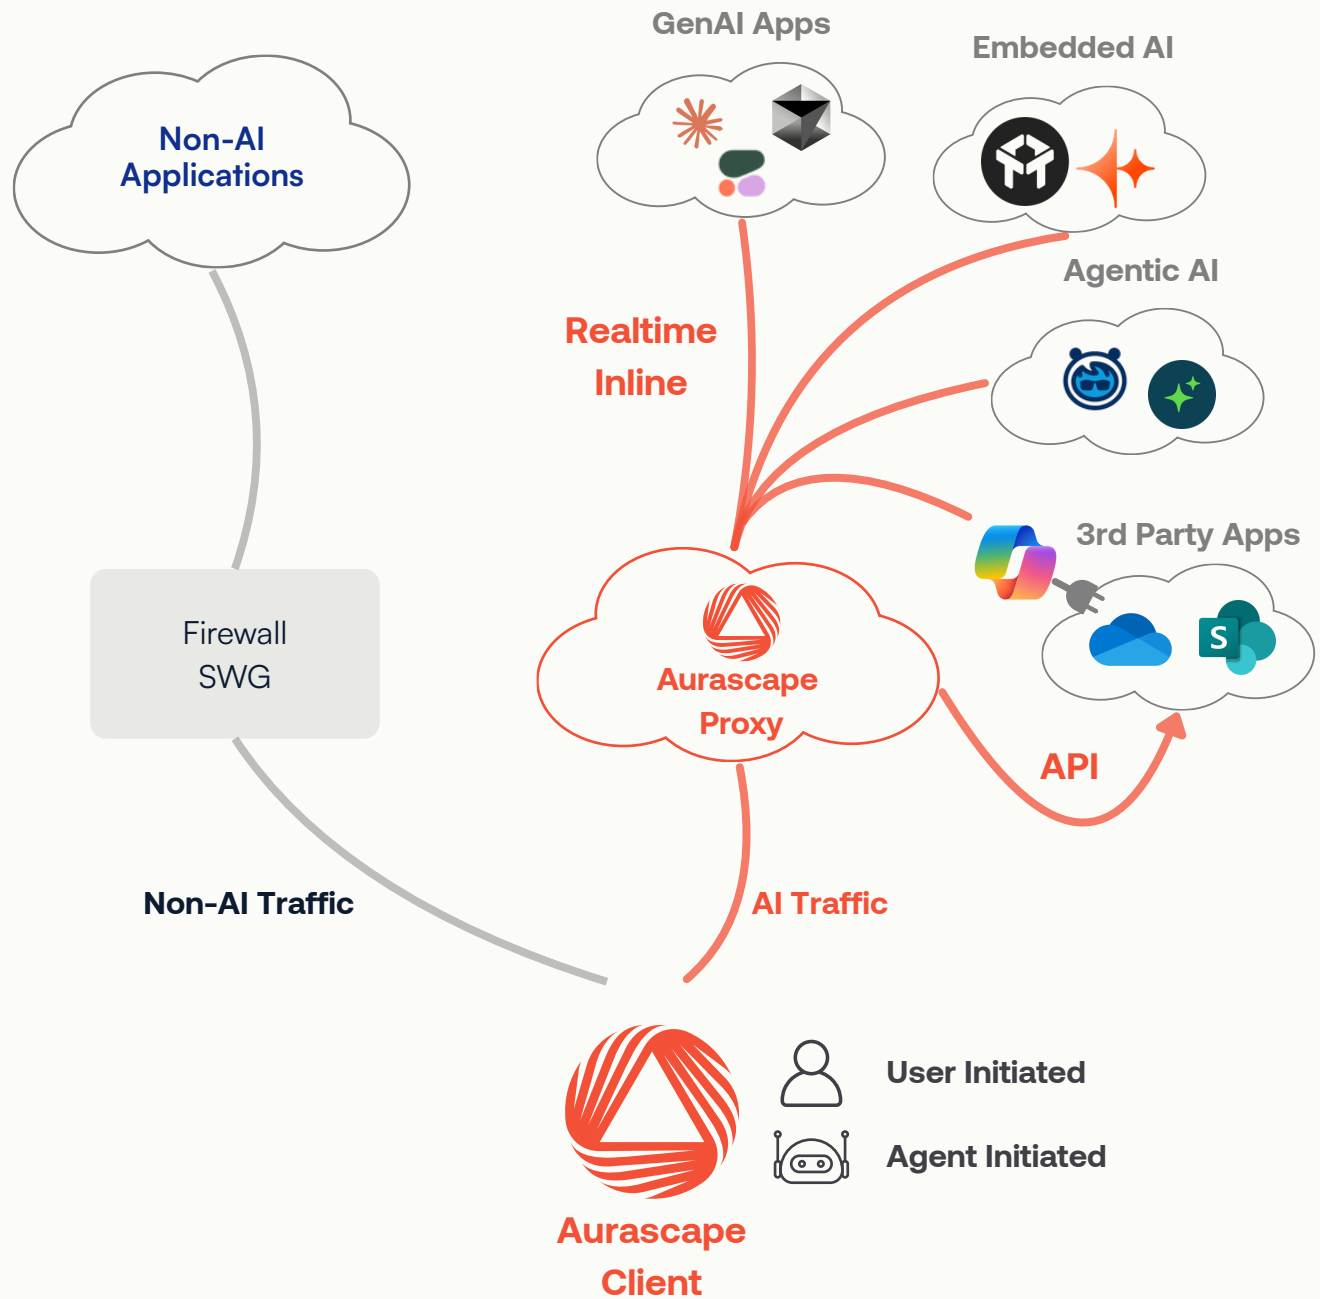 GenAI Apps
Embedded AI
Non-AI
Applications
Agentic AI
Realtime
Inline
3rd Party Apps
S
Firewall
SWG
Aurascape
Proxy
API
Non-AI Traffic
AI Traffic
User Initiated
Agent Initiated
Aurascape
Client